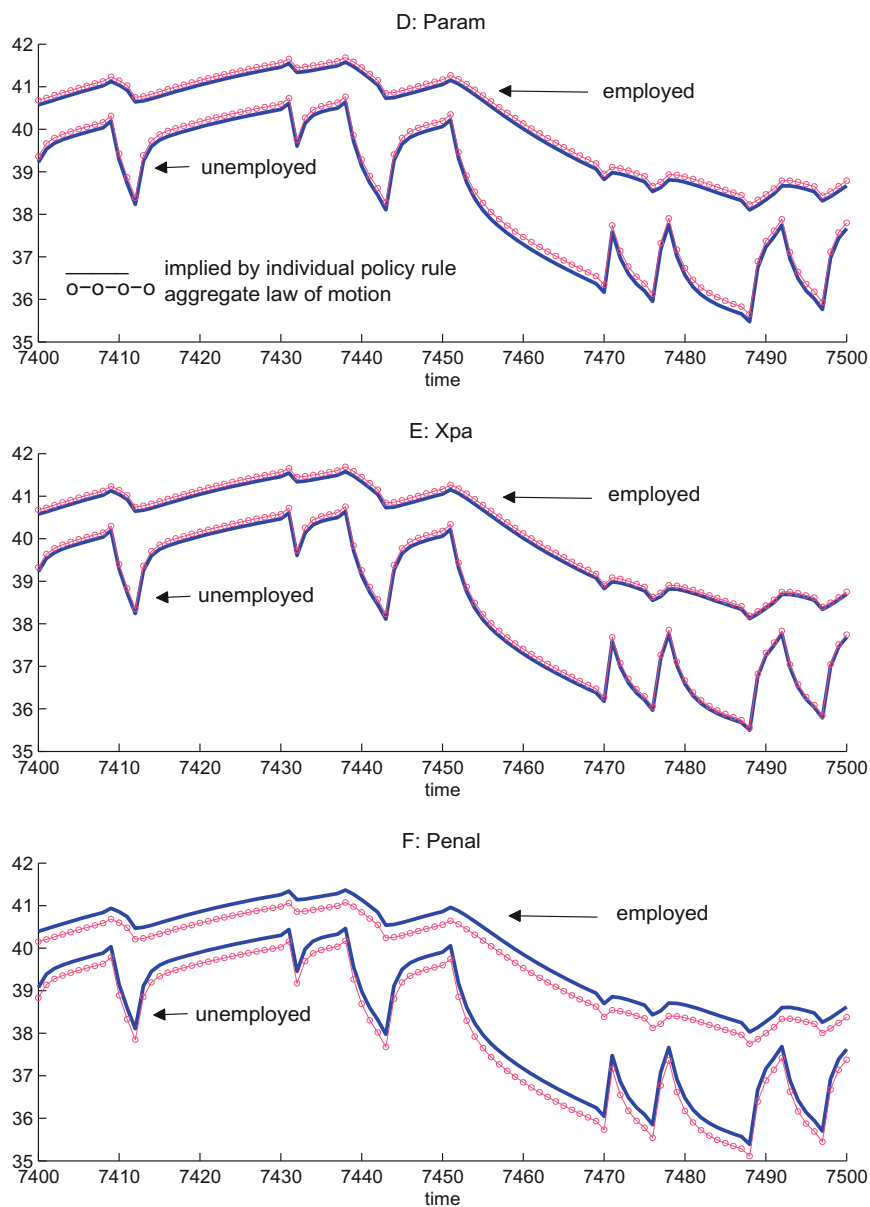 D: Param
42
41
40
39
38
37
36
35
employed
unemployed
implied by individual policy rule
o-o-o-o aggregate law of motion
7400 7410 7420 7430 7440 7450 7460 7470 7480 7490 7500
time
E: Xpa
42
41
40
39
38
37
36
35
employed
unemployed
7400 7410 7420 7430 7440 7450 7460 7470 7480 7490 7500
time
F: Penal
42
41
40
39
38
37
36
35
employed
unemployed
7400 7410 7420 7430 7440 7450 7460 7470 7480 7490 7500
time